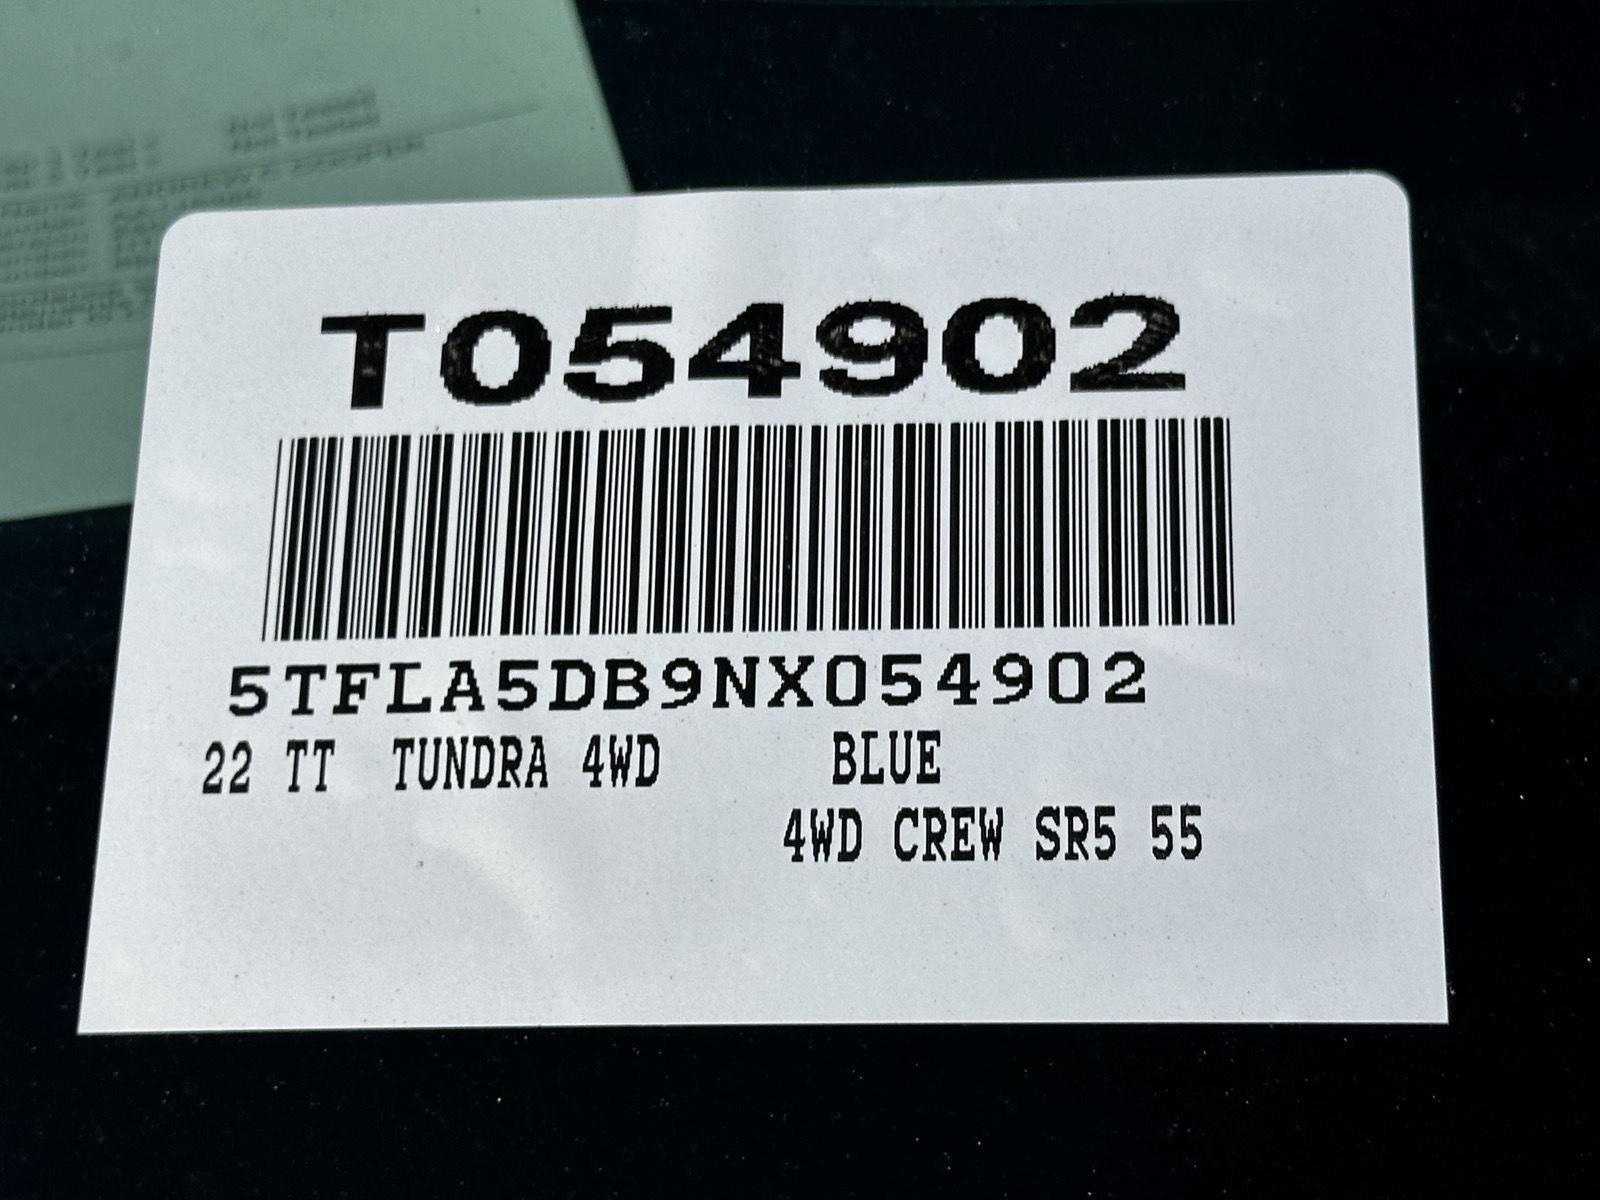 T054902
5TFLA5DB9NX054902
22 TT TUNDRA 4WD BLUE
4WD CREW SR5 55